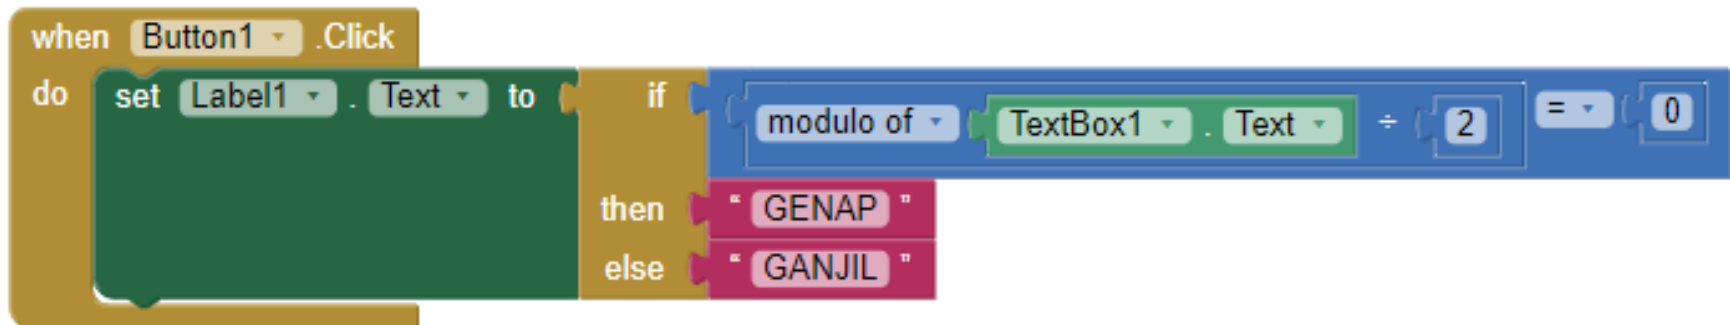 when Button1 .Click
do set Label1 . Text to if modulo of TextBox1 . Text ÷ 2 = 0
then “ GENAP ”
else “ GANJIL ”